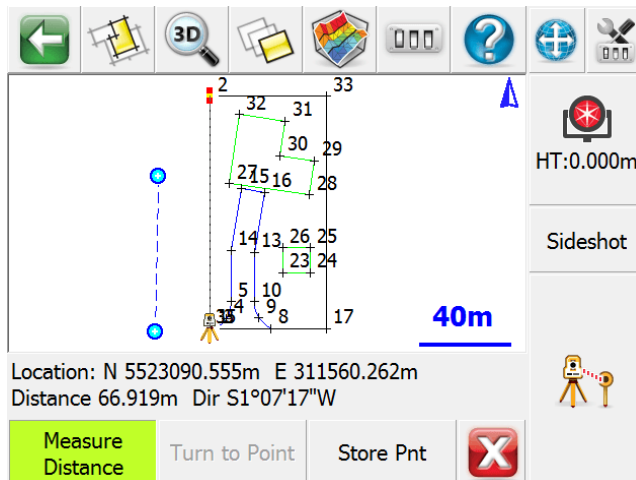 3D
2 33
32 31
30 29
27 15 16 28
HT:0.000m
Sideshot
14 13 26 25
23 24
5 10
4 9 8 17
40m
Location: N 5523090.555m E 311560.262m
Distance 66.919m Dir S1°07'17"W
Measure
Distance
Turn to Point
Store Pnt